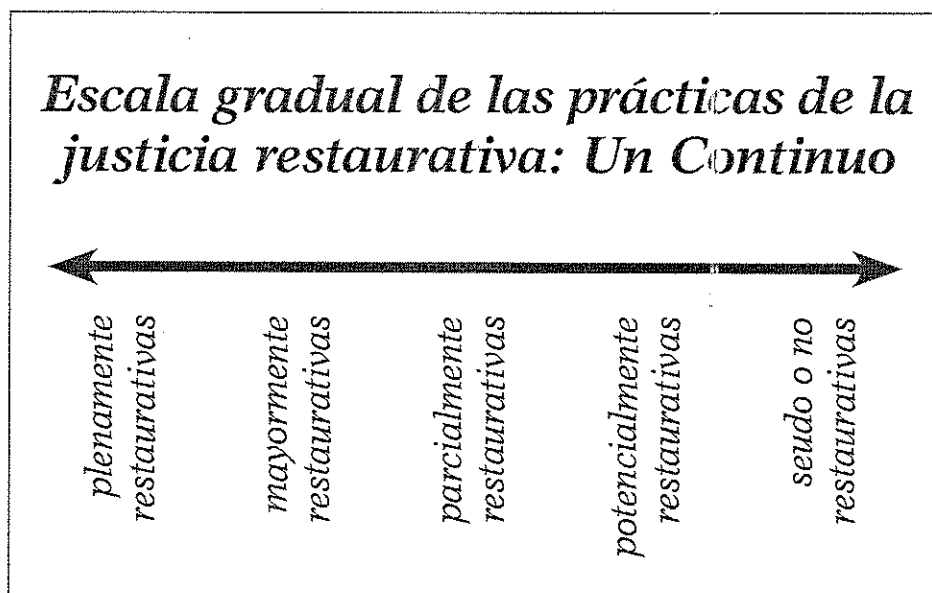 Escala gradual de las prácticas de la
justicia restaurativa: Un Continuo
plenamente
restaurativas
mayormente
restaurativas
parcialmente
restaurativas
potencialmente
restaurativas
seudo o no
restaurativas